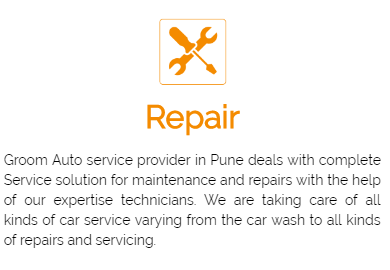 Repair
Groom Auto service provider in Pune deals with complete
Service solution for maintenance and repairs with the help
of our expertise technicians. We are taking care of all
kinds of car service varying from the car wash to all kinds
of repairs and servicing.